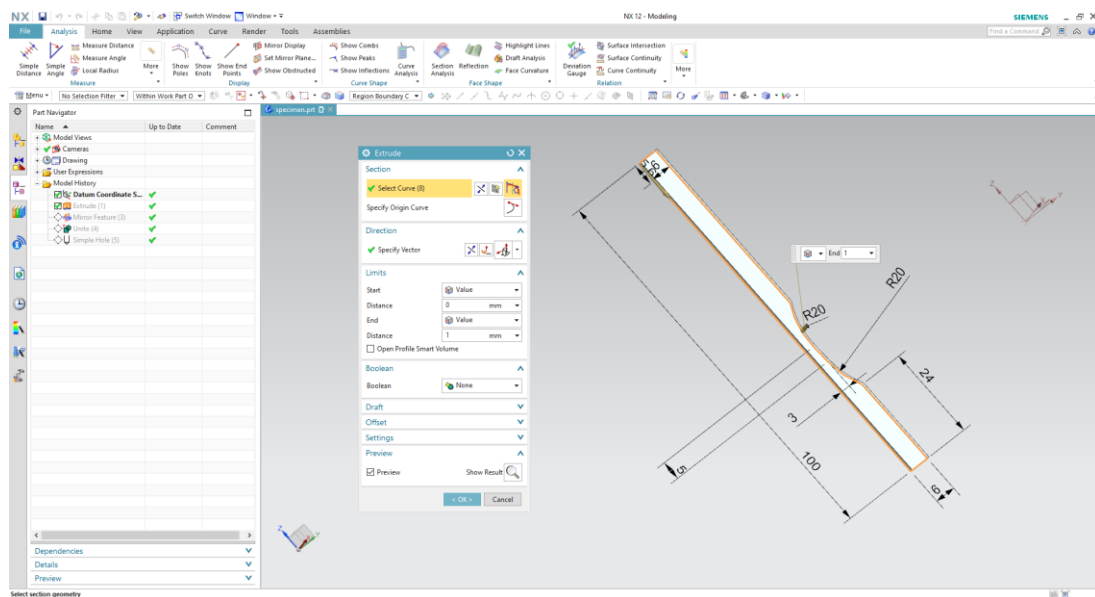 NX Switch Window Window NX 12 - Modeling SIEMENS
File Analysis Home View Application Curve Render Tools Assemblies Find a Command
Simple Distance Simple Angle Measure Distance Measure Angle Local Radius More Measure
Show Poles Show Knots Show End Points Mirror Display Set Mirror Plane... Show Obstructed Display
Show Combs Show Peaks Show Inflections Curve Analysis Curve Shape
Section Analysis Reflection Highlight Lines Draft Analysis Face Curvature Face Shape
Deviation Gauge Surface Intersection Surface Continuity Curve Continuity More Relation
Menu No Selection Filter Within Work Part O Region Boundary C
Part Navigator
specimen.prt
Name Up to Date Comment
Model Views
Cameras
Drawing
User Expressions
Model History
Datum Coordinate S...
Extrude (1)
Mirror Feature (3)
Unite (4)
Simple Hole (5)
Dependencies
Details
Preview
Select section geometry
Extrude
Section
Select Curve (8)
Specify Origin Curve
Direction
Specify Vector
Limits
Start Value
Distance 0 mm
End Value
Distance 1 mm
Open Profile Smart Volume
Boolean
Boolean None
Draft
Offset
Settings
Preview
Preview Show Result
< OK > Cancel
End 1
R20
R20
24
3
5
100
6
Z
Z